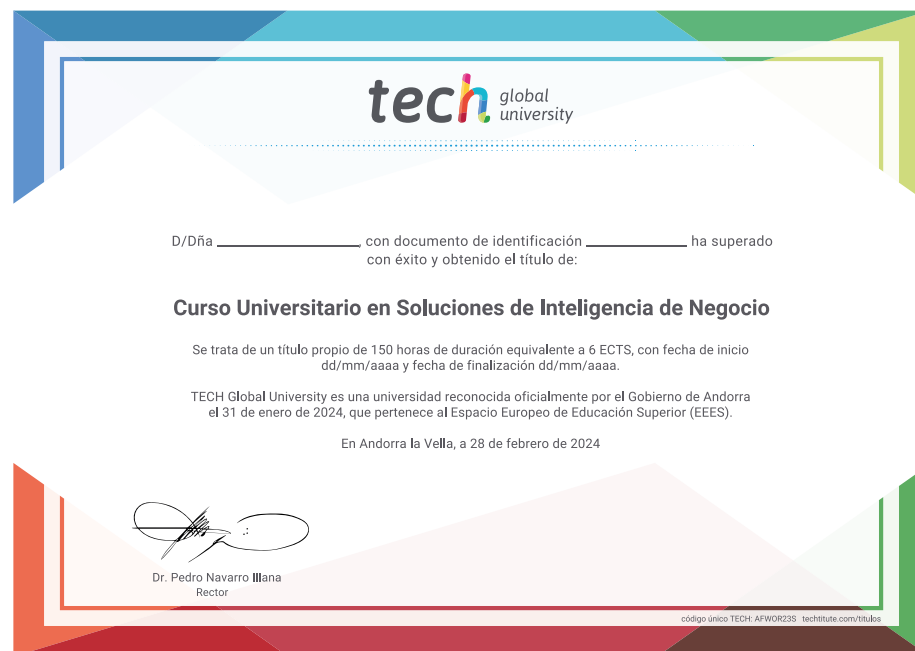 tech global university
D/Dña ____________, con documento de identificación ____________ ha superado
con éxito y obtenido el título de:
Curso Universitario en Soluciones de Inteligencia de Negocio
Se trata de un título propio de 150 horas de duración equivalente a 6 ECTS, con fecha de inicio
dd/mm/aaaa y fecha de finalización dd/mm/aaaa.
TECH Global University es una universidad reconocida oficialmente por el Gobierno de Andorra
el 31 de enero de 2024, que pertenece al Espacio Europeo de Educación Superior (EEES).
En Andorra la Vella, a 28 de febrero de 2024
Dr. Pedro Navarro Illana
Rector
código único TECH: AFWOR23S techtitute.com/titulos